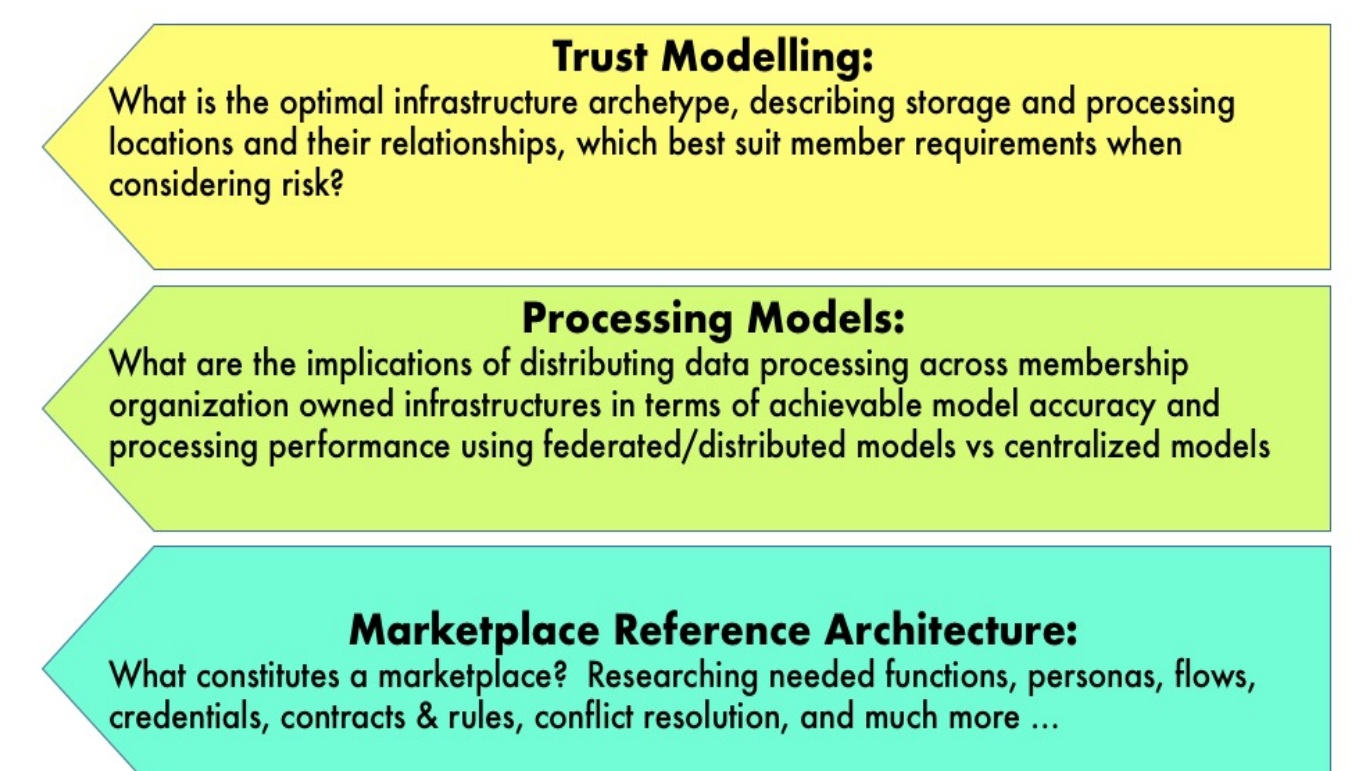 Trust Modelling:
What is the optimal infrastructure archetype, describing storage and processing
locations and their relationships, which best suit member requirements when
considering risk?
Processing Models:
What are the implications of distributing data processing across membership
organization owned infrastructures in terms of achievable model accuracy and
processing performance using federated/distributed models vs centralized models
Marketplace Reference Architecture:
What constitutes a marketplace?  Researching needed functions, personas, flows,
credentials, contracts & rules, conflict resolution, and much more ...